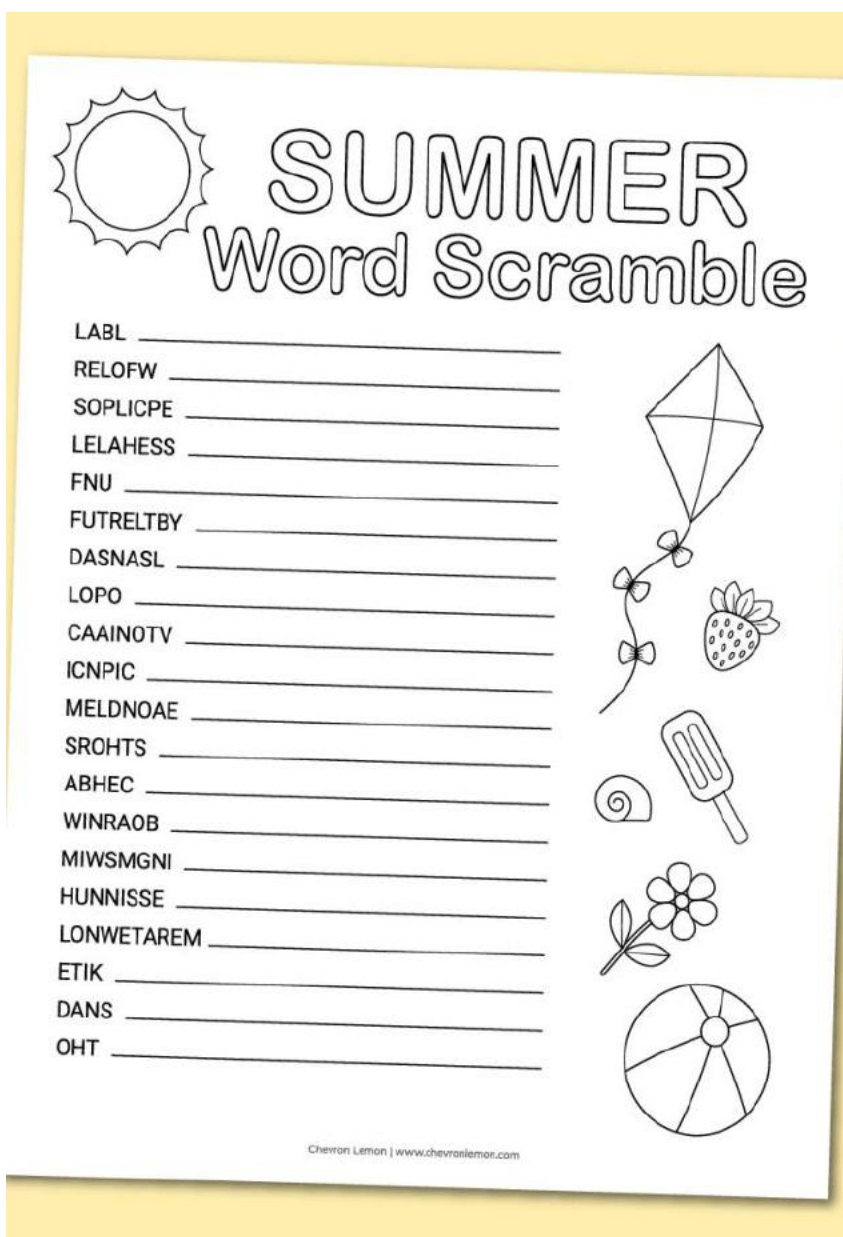 SUMMER
Word Scramble
LABL
RELOFW
SOPLICPE
LELAHESS
FNU
FUTRELTBY
DASNASL
LOPO
CAAINOTV
ICNPIC
MELDNOAE
SROHTS
ABHEC
WINRAOB
MIWSMGNI
HUNNISSE
LONWETAREM
ETIK
DANS
OHT
Chevron Lemon | www.chevronlemon.com